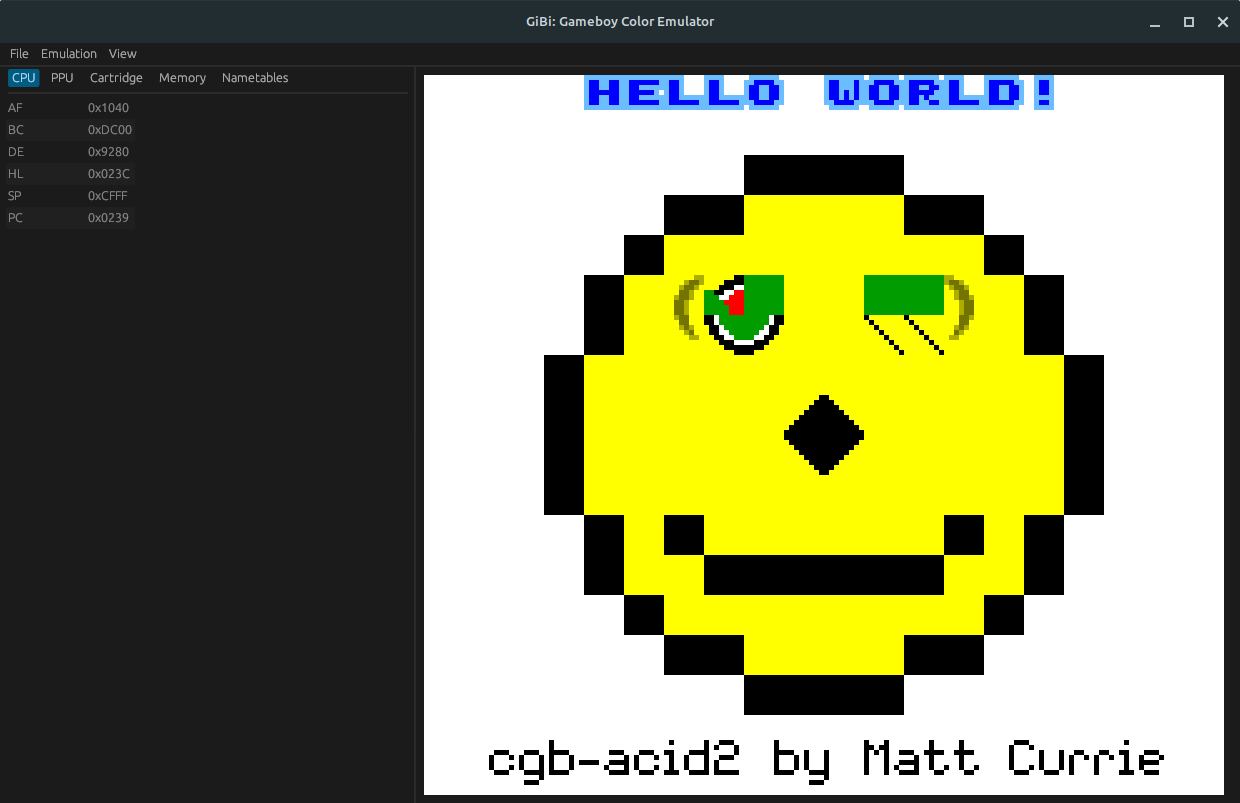 GiBi: Gameboy Color Emulator
File Emulation View
CPU PPU Cartridge Memory Nametables
AF 0x1040
BC 0xDC00
DE 0x9280
HL 0x023C
SP 0xCFFF
PC 0x0239
HELLO WORLD!
cgb-acid2 by Matt Currie